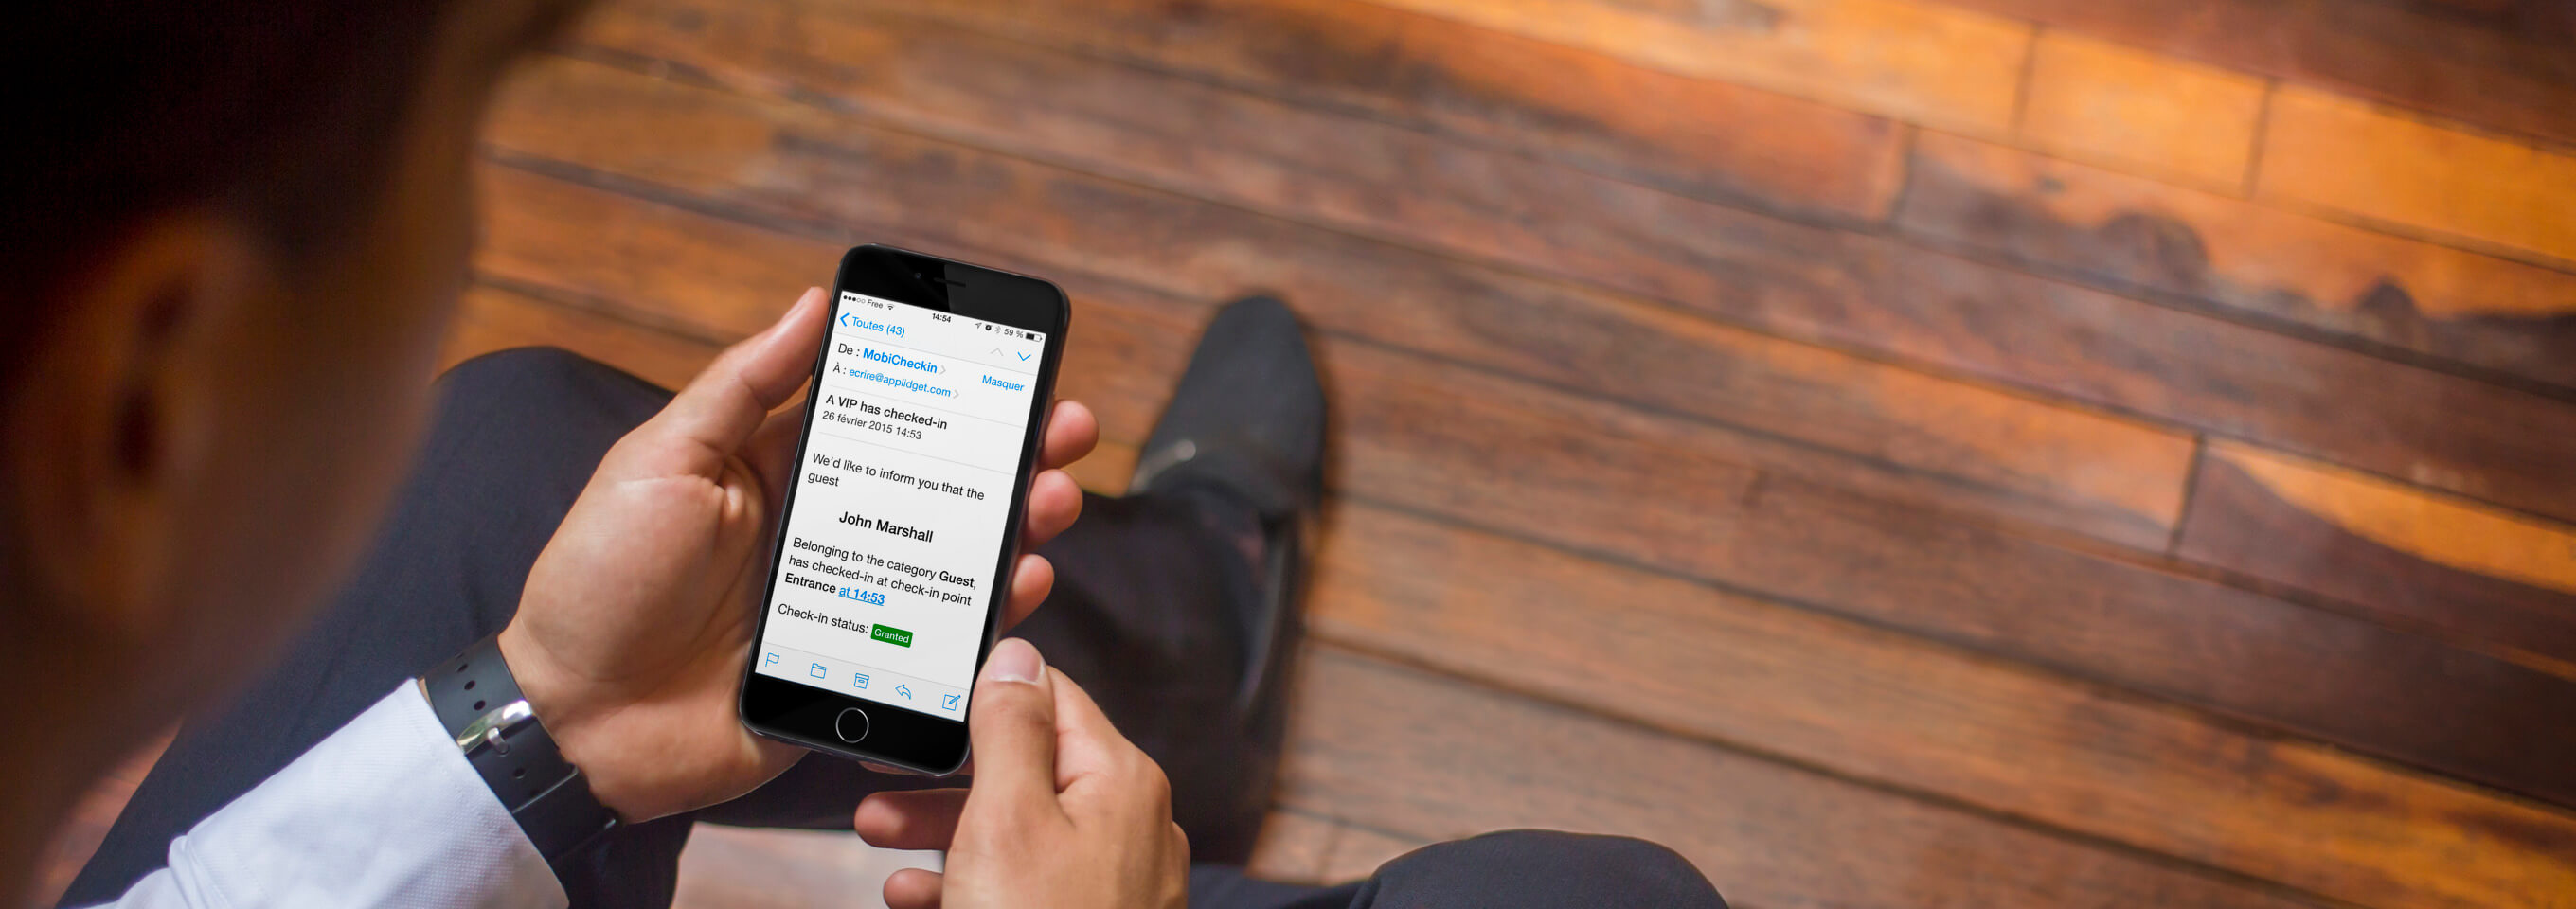 Free 14:54 59 %
Toutes (43)
De : MobiCheckin Masquer
À : ecrire@applidget.com
A VIP has checked-in
26 février 2015 14:53
We'd like to inform you that the
guest
John Marshall
Belonging to the category Guest,
has checked-in at check-in point
Entrance at 14:53
Check-in status: Granted